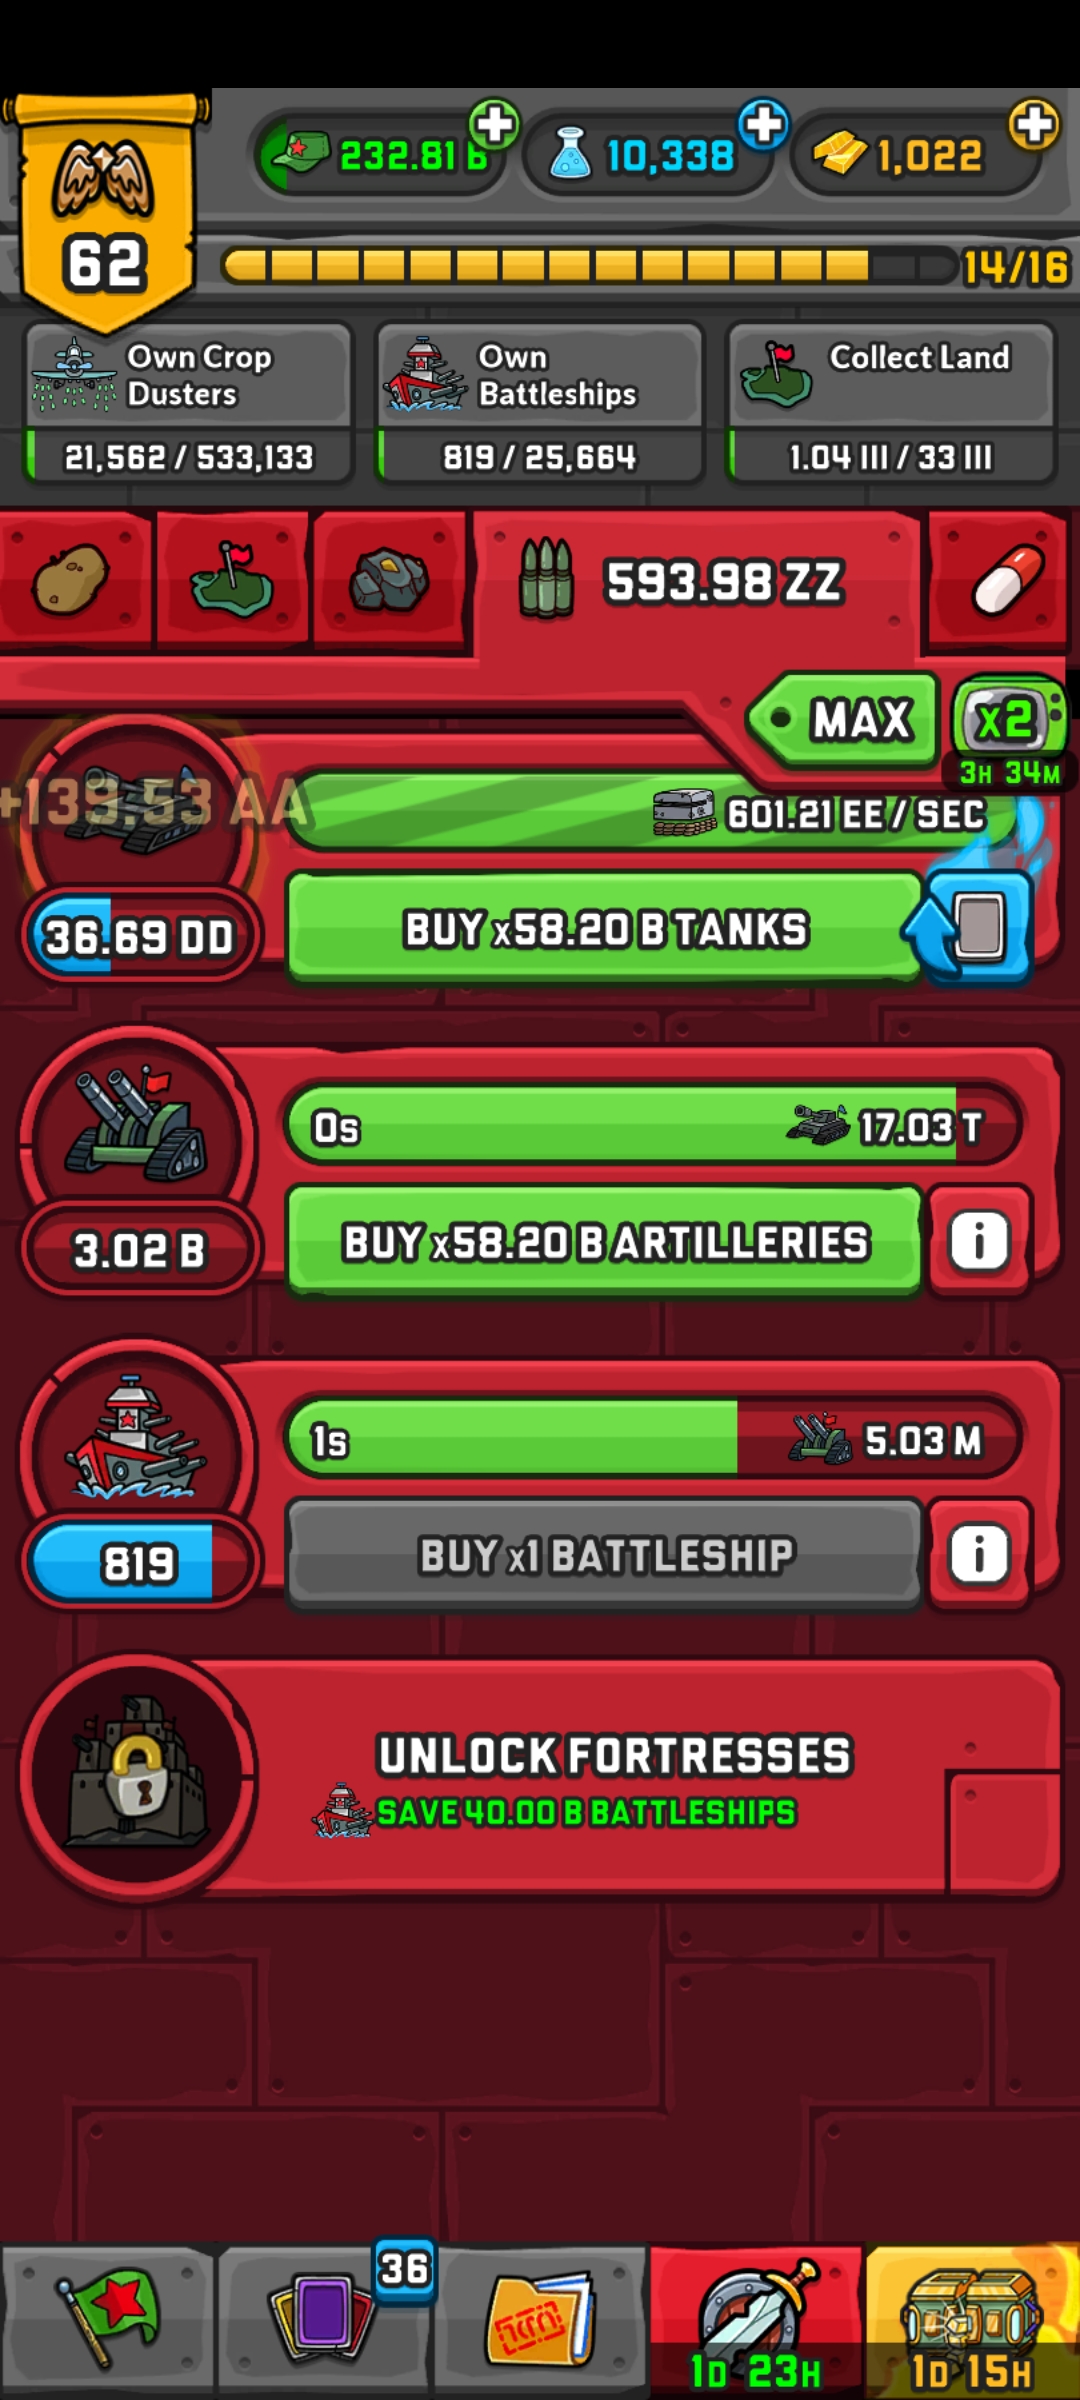 232.81 B
10,338
1,022
62
14/16
Own Crop
Dusters
21,562 / 533,133
Own
Battleships
819 / 25,664
Collect Land
1.04 III / 33 III
593.98 ZZ
MAX
x2
3H 34M
+139.53 AA
601.21 EE / SEC
36.69 DD
BUY x58.20 B TANKS
0s
17.03 T
3.02 B
BUY x58.20 B ARTILLERIES
i
1s
5.03 M
819
BUY x1 BATTLESHIP
i
UNLOCK FORTRESSES
SAVE 40.00 B BATTLESHIPS
36
1D 23H
1D 15H